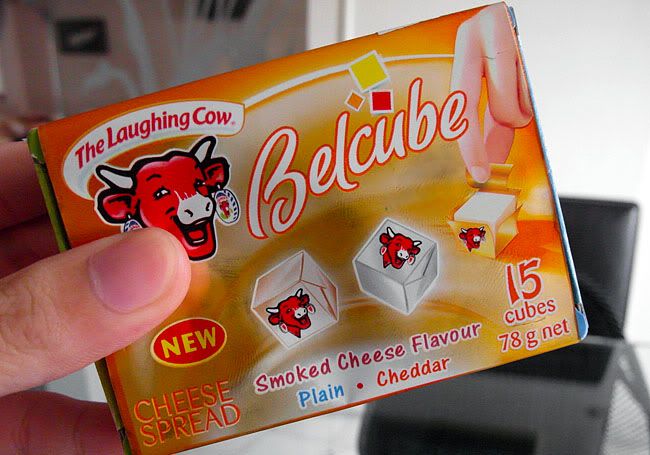 The Laughing Cow®
Belcube
15
cubes
78 g net
NEW
Smoked Cheese Flavour
Plain • Cheddar
CHEESE
SPREAD